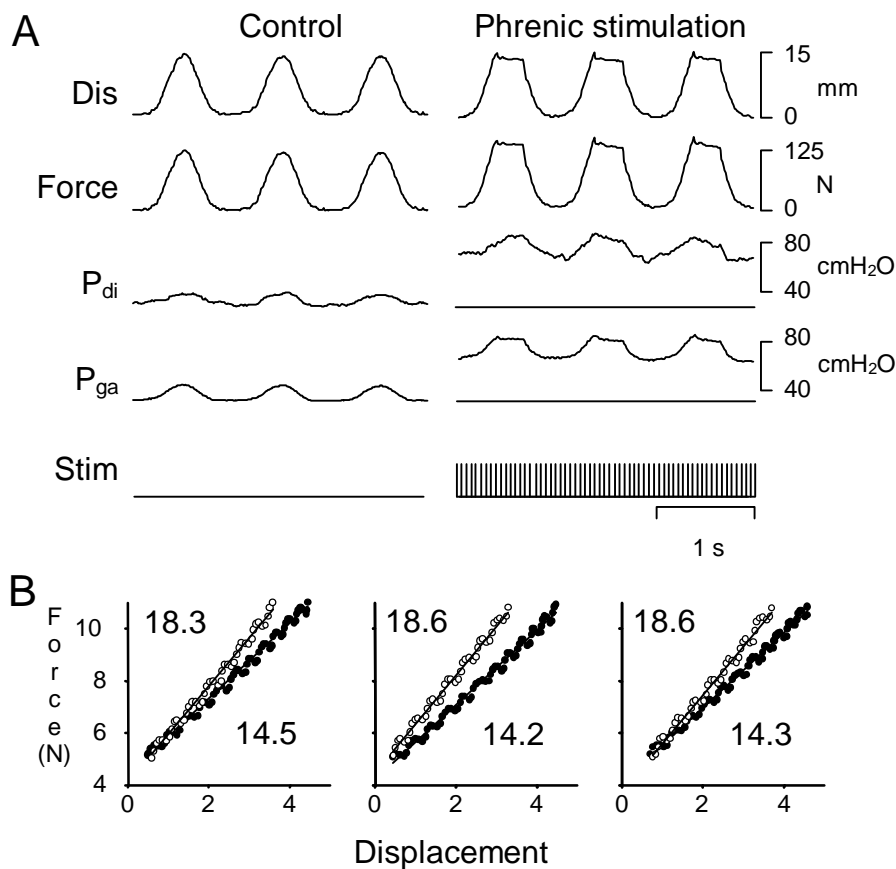 A
Control
Phrenic stimulation
Dis
15
mm
0
Force
125
N
0
Pdi
80
cmH2O
40
Pga
80
cmH2O
40
Stim
1 s
B
Force
(N)
10
8
6
4
18.3
14.5
18.6
14.2
18.6
14.3
0 2 4
0 2 4
0 2 4
Displacement